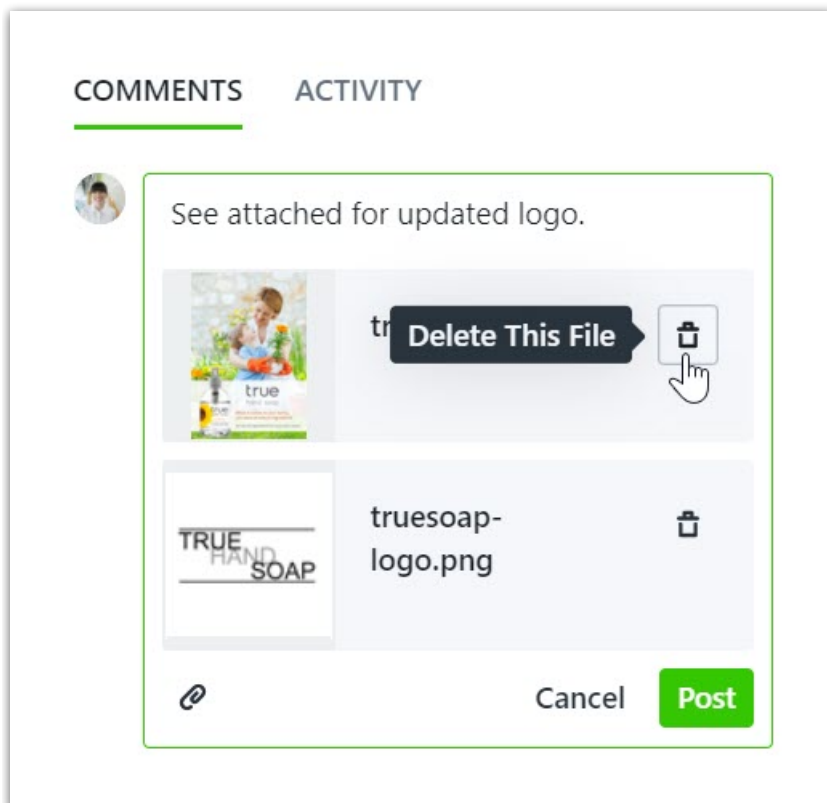 COMMENTS ACTIVITY
See attached for updated logo.
Delete This File
true
TRUE
HAND
SOAP
truesoap-
logo.png
Cancel Post